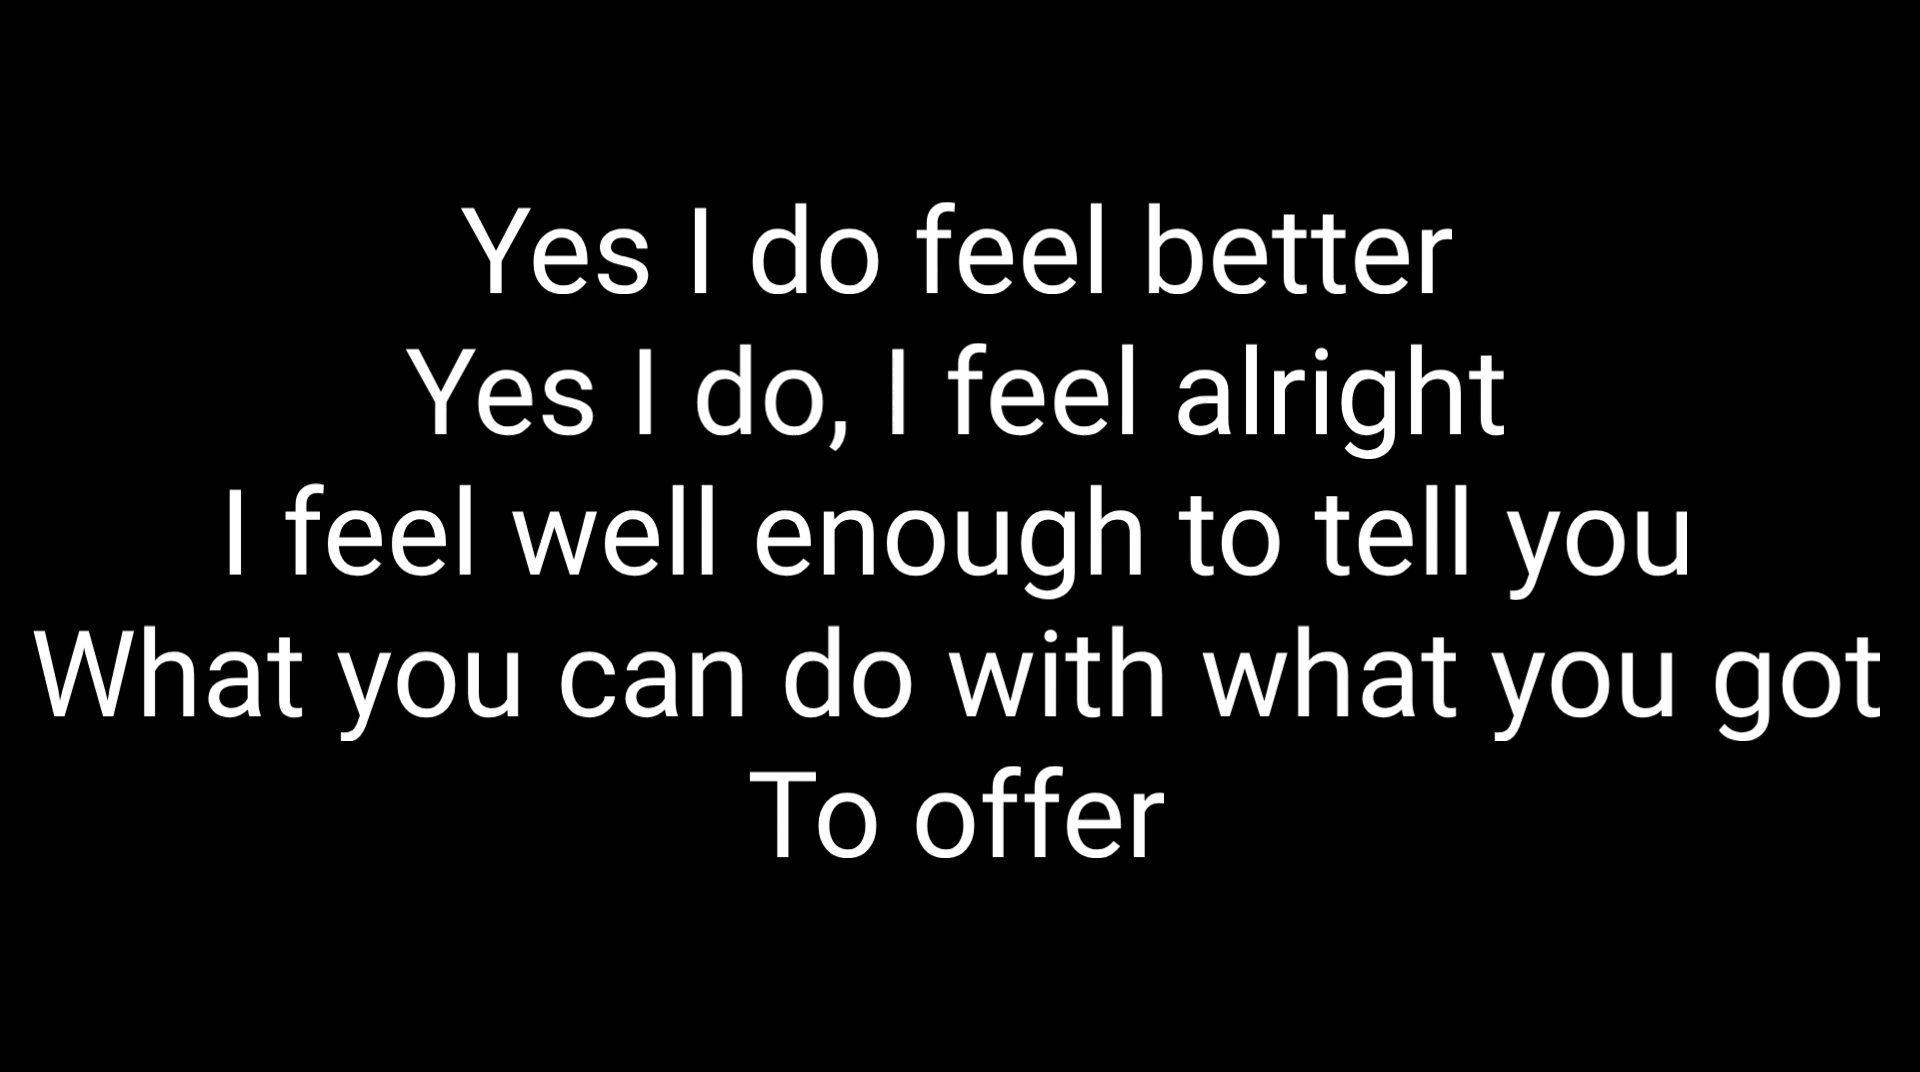 Yes I do feel better
Yes I do, I feel alright
I feel well enough to tell you
What you can do with what you got
To offer